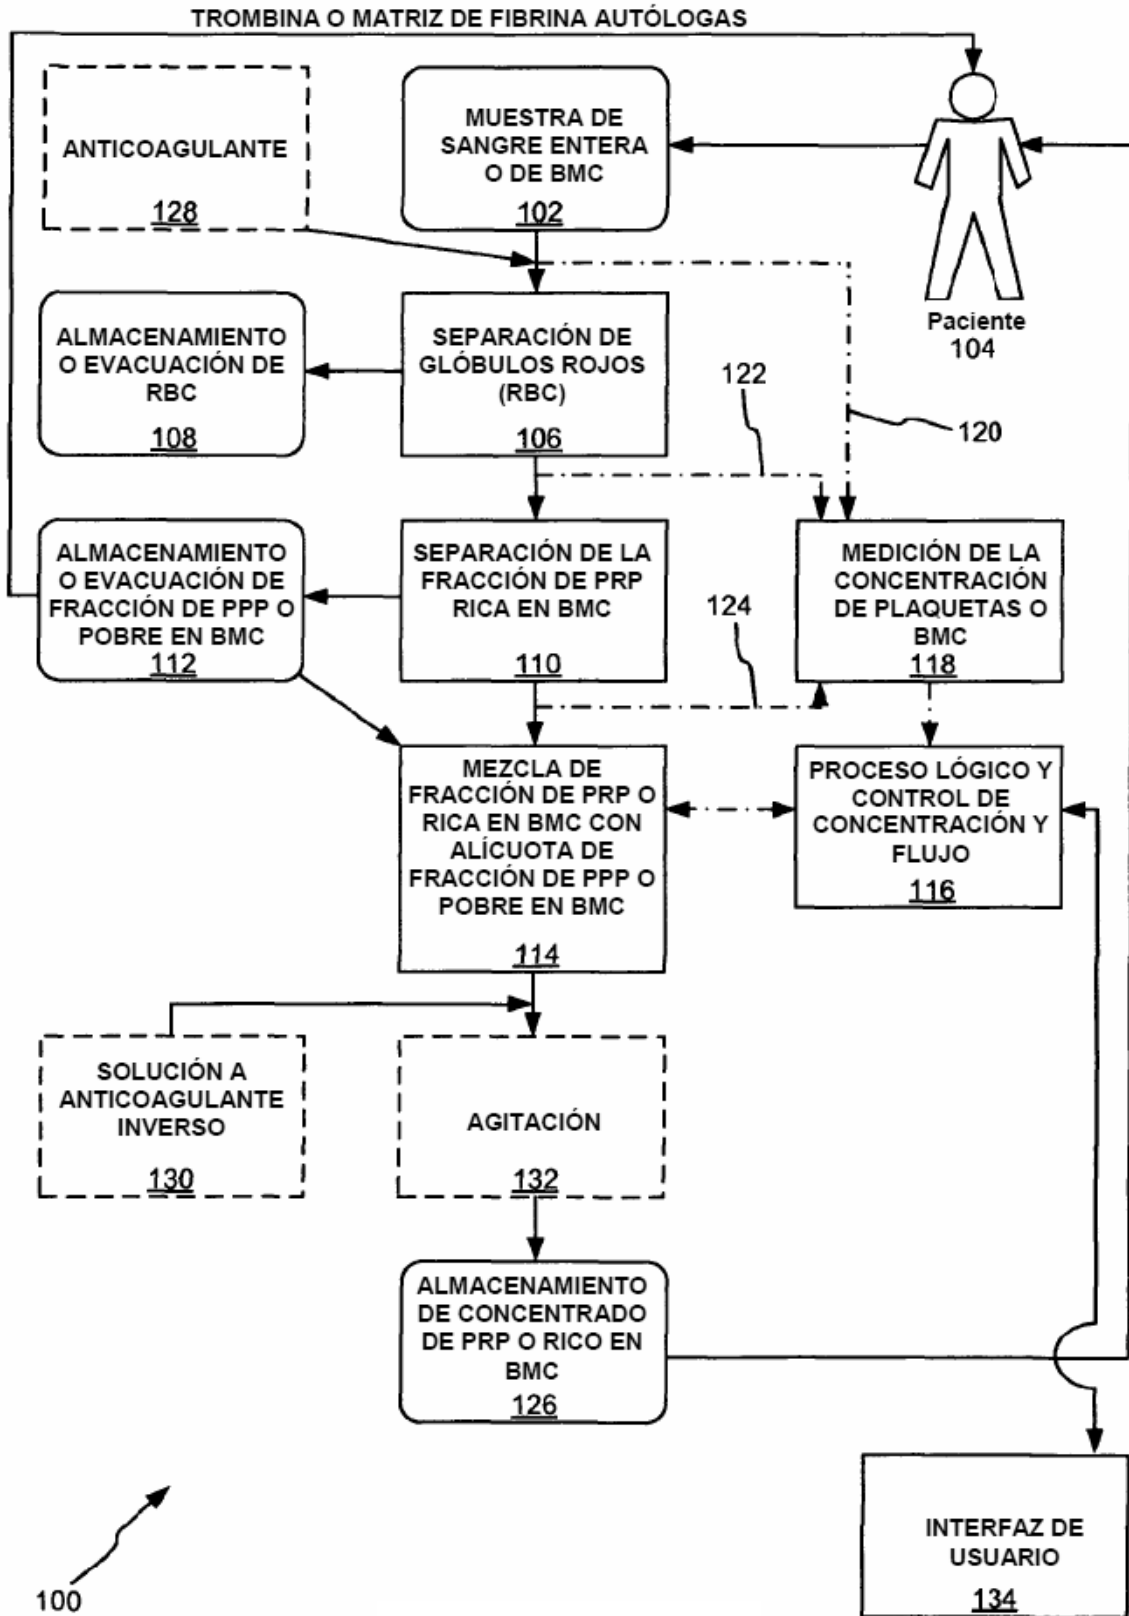 TROMBINA O MATRIZ DE FIBRINA AUTÓLOGAS
ANTICOAGULANTE
128
MUESTRA DE
SANGRE ENTERA
O DE BMC
102
Paciente
104
ALMACENAMIENTO
O EVACUACIÓN DE
RBC
108
SEPARACIÓN DE
GLÓBULOS ROJOS
(RBC)
106
122
120
ALMACENAMIENTO
O EVACUACIÓN DE
FRACCIÓN DE PPP O
POBRE EN BMC
112
SEPARACIÓN DE LA
FRACCIÓN DE PRP
RICA EN BMC
110
124
MEDICIÓN DE LA
CONCENTRACIÓN
DE PLAQUETAS O
BMC
118
MEZCLA DE
FRACCIÓN DE PRP O
RICA EN BMC CON
ALÍCUOTA DE
FRACCIÓN DE PPP O
POBRE EN BMC
114
PROCESO LÓGICO Y
CONTROL DE
CONCENTRACIÓN Y
FLUJO
116
SOLUCIÓN A
ANTICOAGULANTE
INVERSO
130
AGITACIÓN
132
ALMACENAMIENTO
DE CONCENTRADO
DE PRP O RICO EN
BMC
126
INTERFAZ DE
USUARIO
134
100